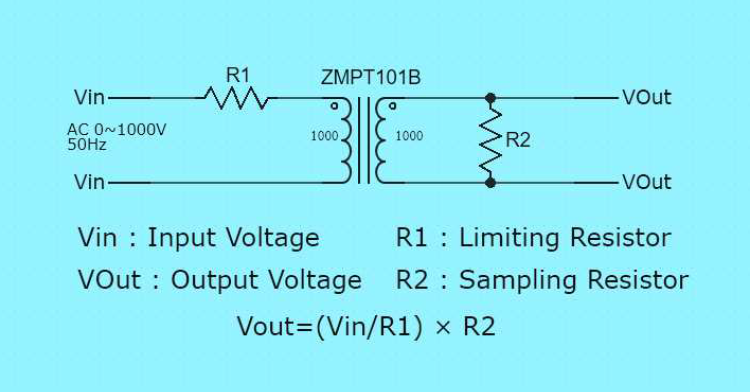 R1
ZMPT101B
Vin
VOut
AC 0~1000V
50Hz
1000
1000
R2
Vin
VOut
Vin : Input Voltage
R1 : Limiting Resistor
VOut : Output Voltage
R2 : Sampling Resistor
Vout=(Vin/R1) × R2